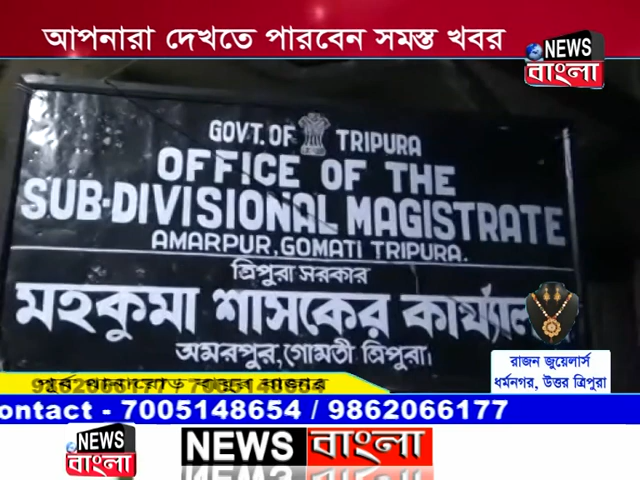 আপনারা দেখতে পারবেন সমস্ত খবর
NEWS
বাংলা
GOVT. OF TRIPURA
OFFICE OF THE
SUB-DIVISIONAL MAGISTRATE
AMARPUR, GOMATI TRIPURA.
ত্রিপুরা সরকার
মহকুমা শাসকের
অমরপুর, গোমতী ত্রিপুরা।
রাজন জুয়েলার্স
ধর্মনগর, উত্তর ত্রিপুরা
ontact - 7005148654 / 9862066177
NEWS
বাংলা
NEWS বাংলা